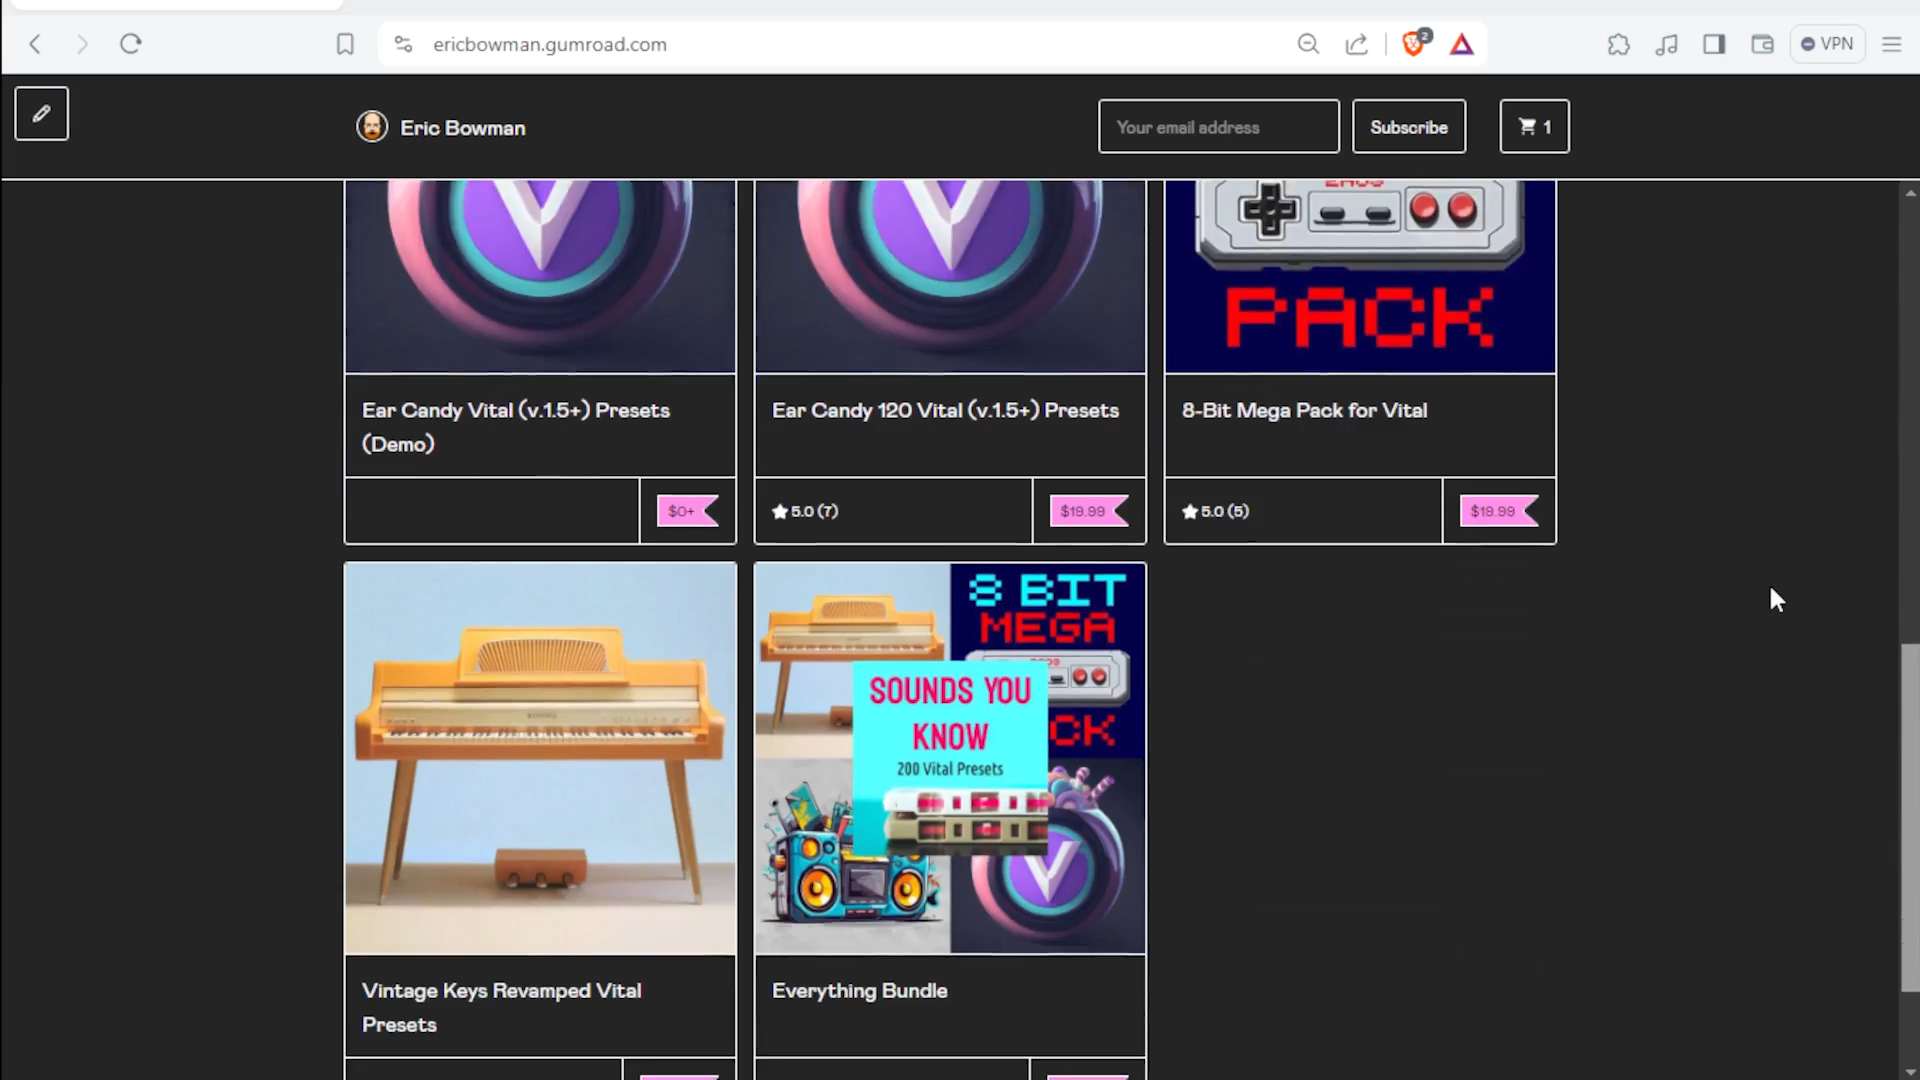 ericbowman.gumroad.com
2
VPN
Eric Bowman
Your email address
Subscribe
1
PACK
Ear Candy Vital (v.1.5+) Presets
(Demo)
Ear Candy 120 Vital (v.1.5+) Presets
8-Bit Mega Pack for Vital
$0+
5.0 (7)
$19.99
5.0 (5)
$19.99
8 BIT
MEGA
SOUNDS YOU
KNOW
200 Vital Presets
CK
Vintage Keys Revamped Vital
Presets
Everything Bundle